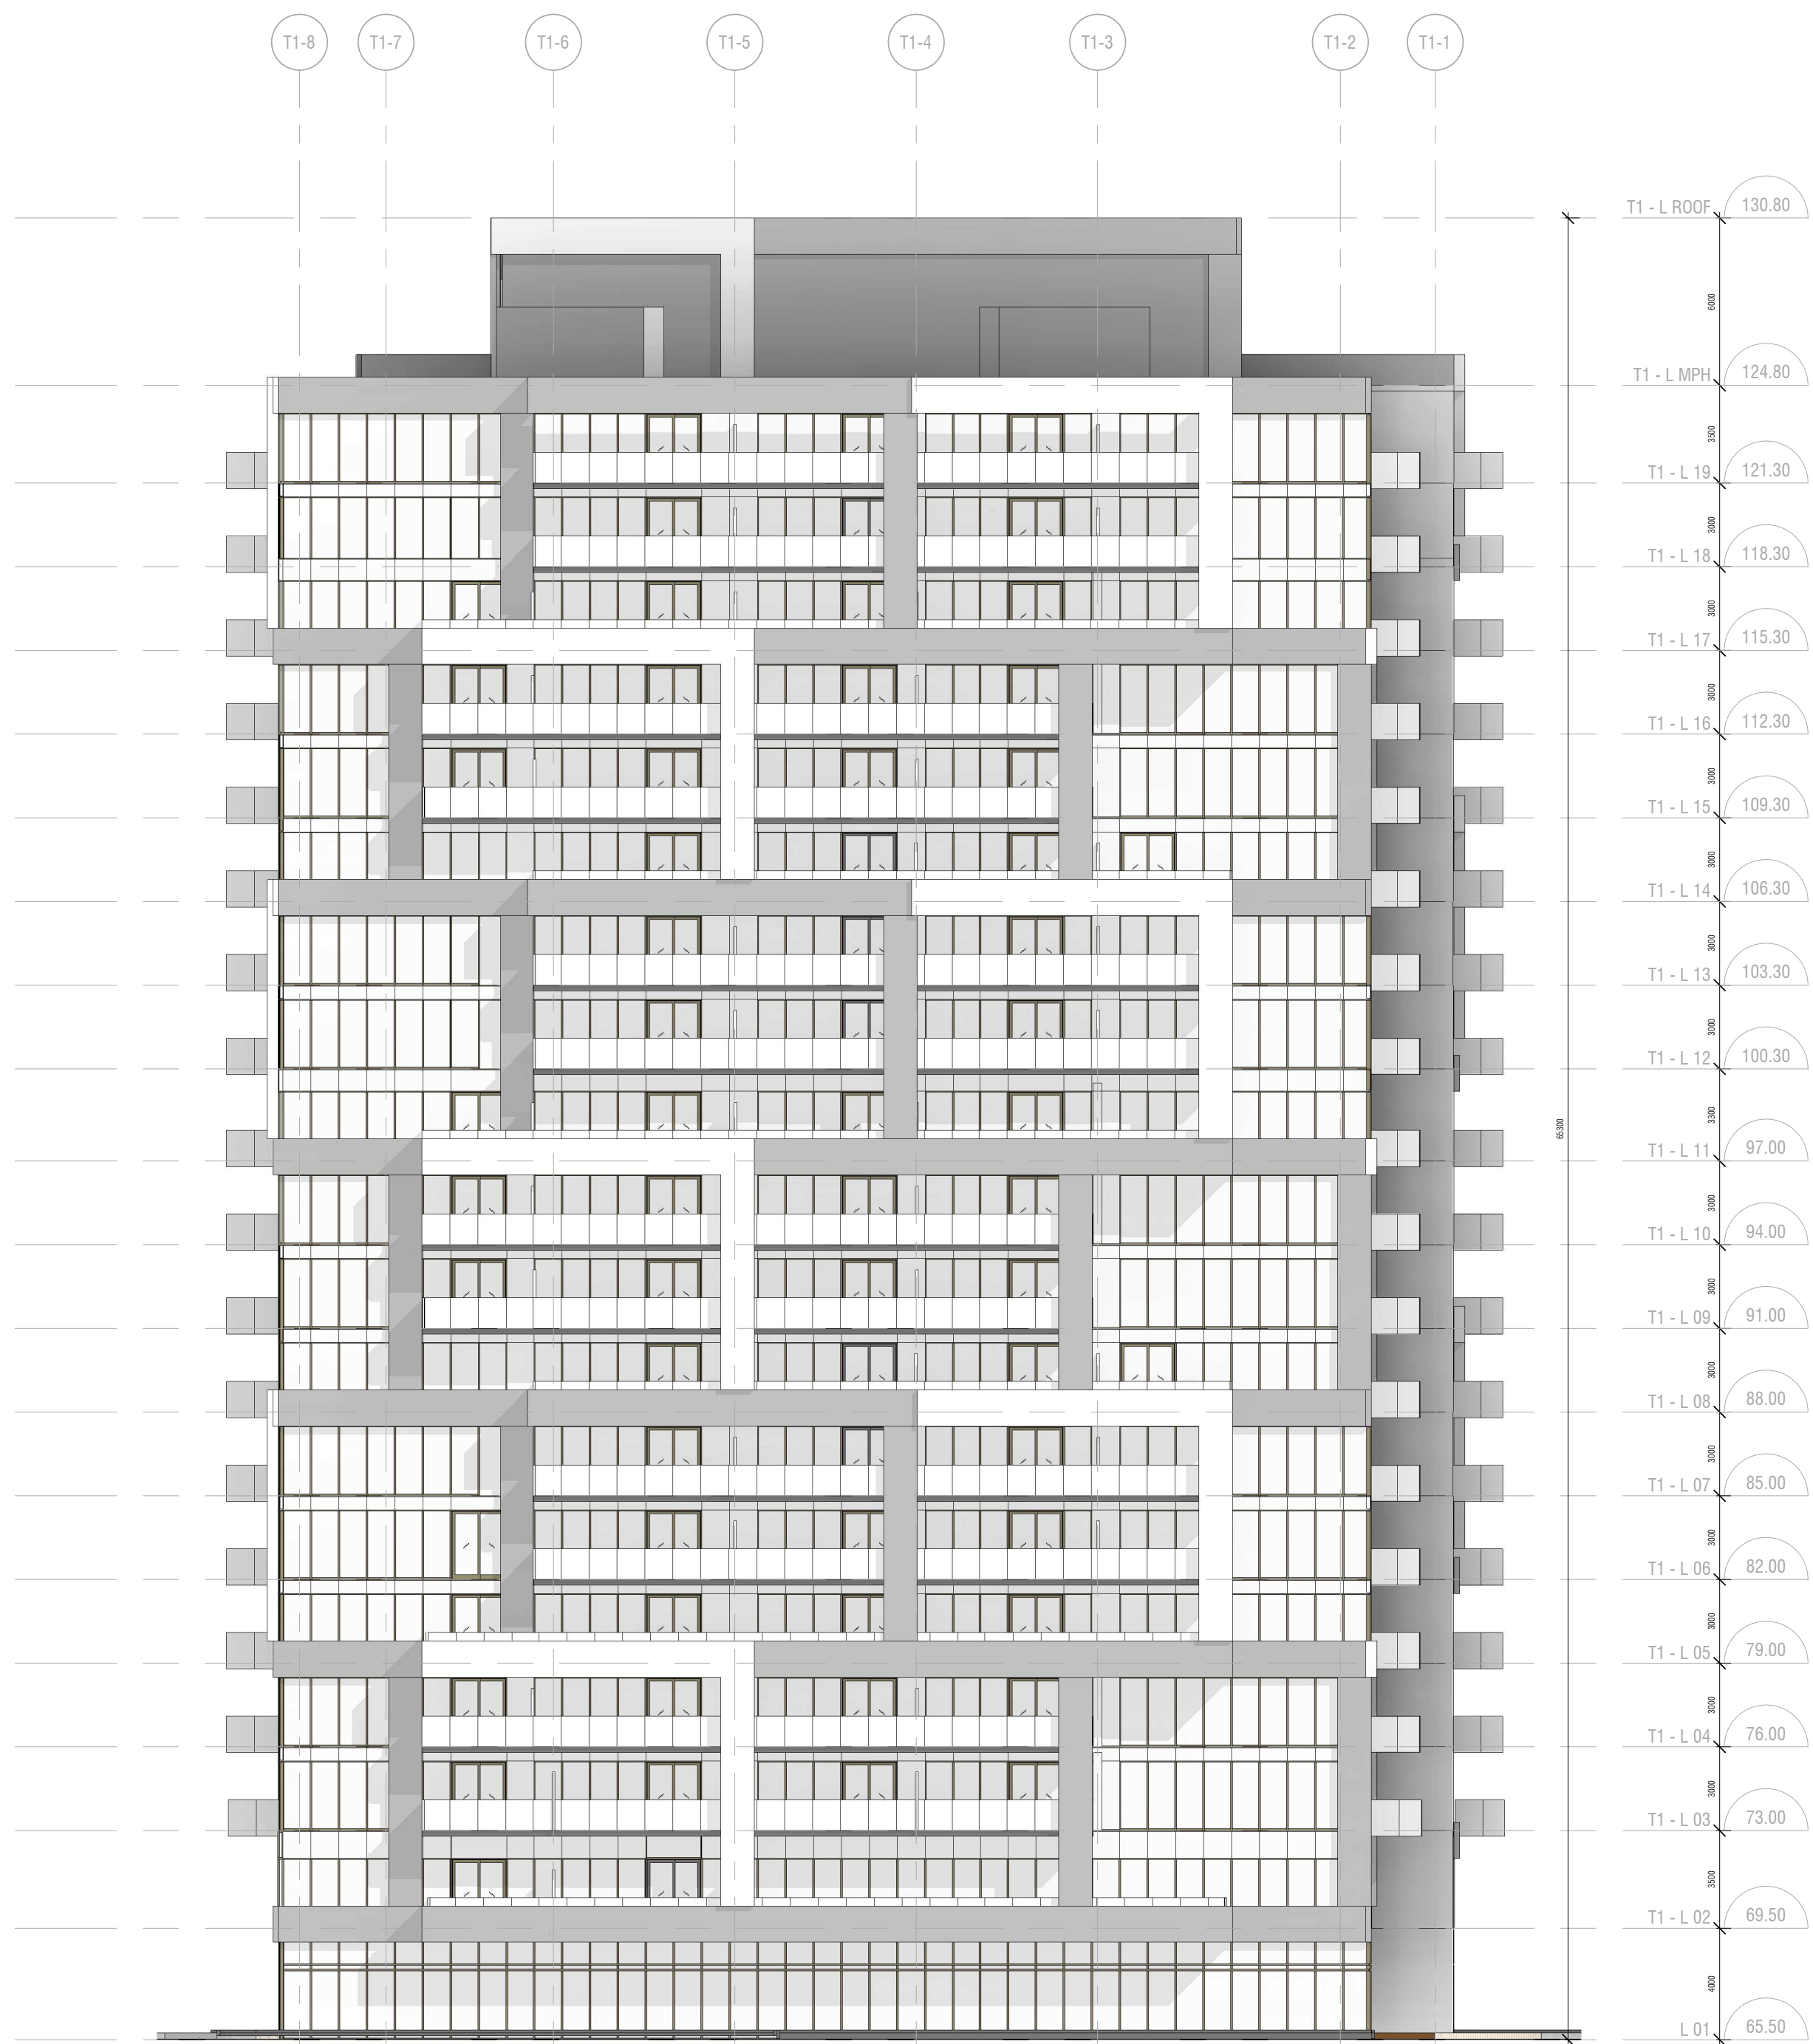 T1-8 T1-7 T1-6 T1-5 T1-4 T1-3 T1-2 T1-1
T1 - L ROOF 130.80
6000
T1 - L MPH 124.80
3500
T1 - L 19 121.30
3000
T1 - L 18 118.30
3000
T1 - L 17 115.30
3000
T1 - L 16 112.30
3000
T1 - L 15 109.30
3000
T1 - L 14 106.30
3000
T1 - L 13 103.30
3000
T1 - L 12 100.30
3300
65300
T1 - L 11 97.00
3000
T1 - L 10 94.00
3000
T1 - L 09 91.00
3000
T1 - L 08 88.00
3000
T1 - L 07 85.00
3000
T1 - L 06 82.00
3000
T1 - L 05 79.00
3000
T1 - L 04 76.00
3000
T1 - L 03 73.00
3500
T1 - L 02 69.50
4000
L 01 65.50